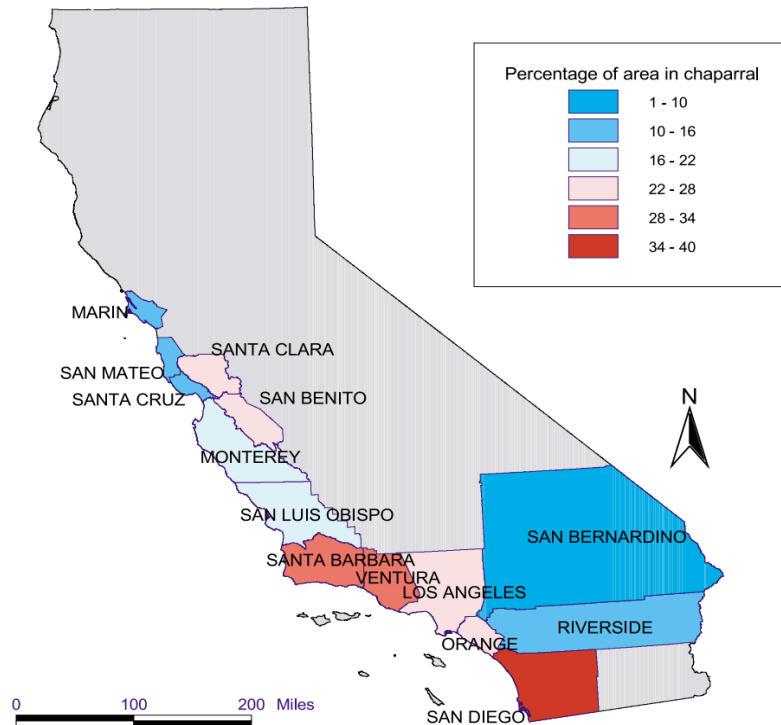 Percentage of area in chaparral
1 - 10
10 - 16
16 - 22
22 - 28
28 - 34
34 - 40
MARIN
SANTA CLARA
SAN MATEO
SANTA CRUZ
SAN BENITO
N
MONTEREY
SAN LUIS OBISPO
SAN BERNARDINO
SANTA BARBARA
VENTURA
LOS ANGELES
RIVERSIDE
ORANGE
SAN DIEGO
0 100 200 Miles